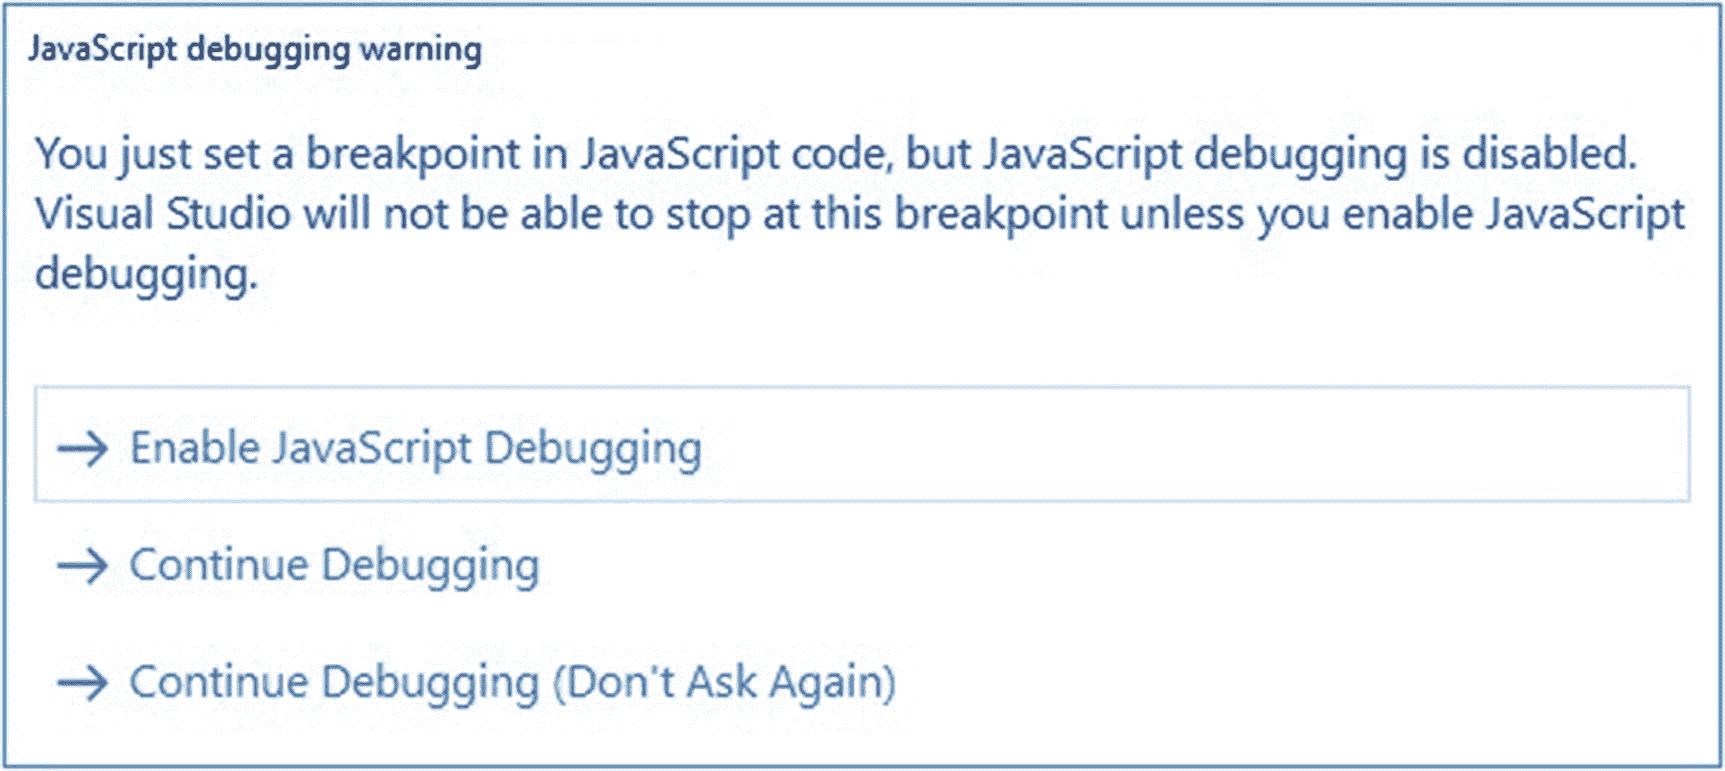 JavaScript debugging warning
You just set a breakpoint in JavaScript code, but JavaScript debugging is disabled.
Visual Studio will not be able to stop at this breakpoint unless you enable JavaScript
debugging.
→ Enable JavaScript Debugging
→ Continue Debugging
→ Continue Debugging (Don't Ask Again)